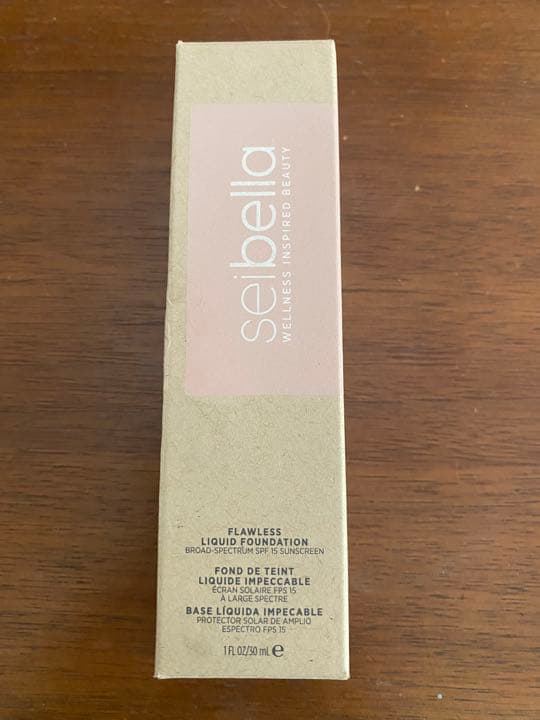 seibella
WELLNESS INSPIRED BEAUTY
FLAWLESS
LIQUID FOUNDATION
BROAD-SPECTRUM SPF 15 SUNSCREEN
FOND DE TEINT
LIQUIDE IMPECCABLE
ÉCRAN SOLAIRE FPS 15
À LARGE SPECTRE
BASE LÍQUIDA IMPECABLE
PROTECTOR SOLAR DE AMPLIO
ESPECTRO FPS 15
1 FL OZ/30 mL ℮